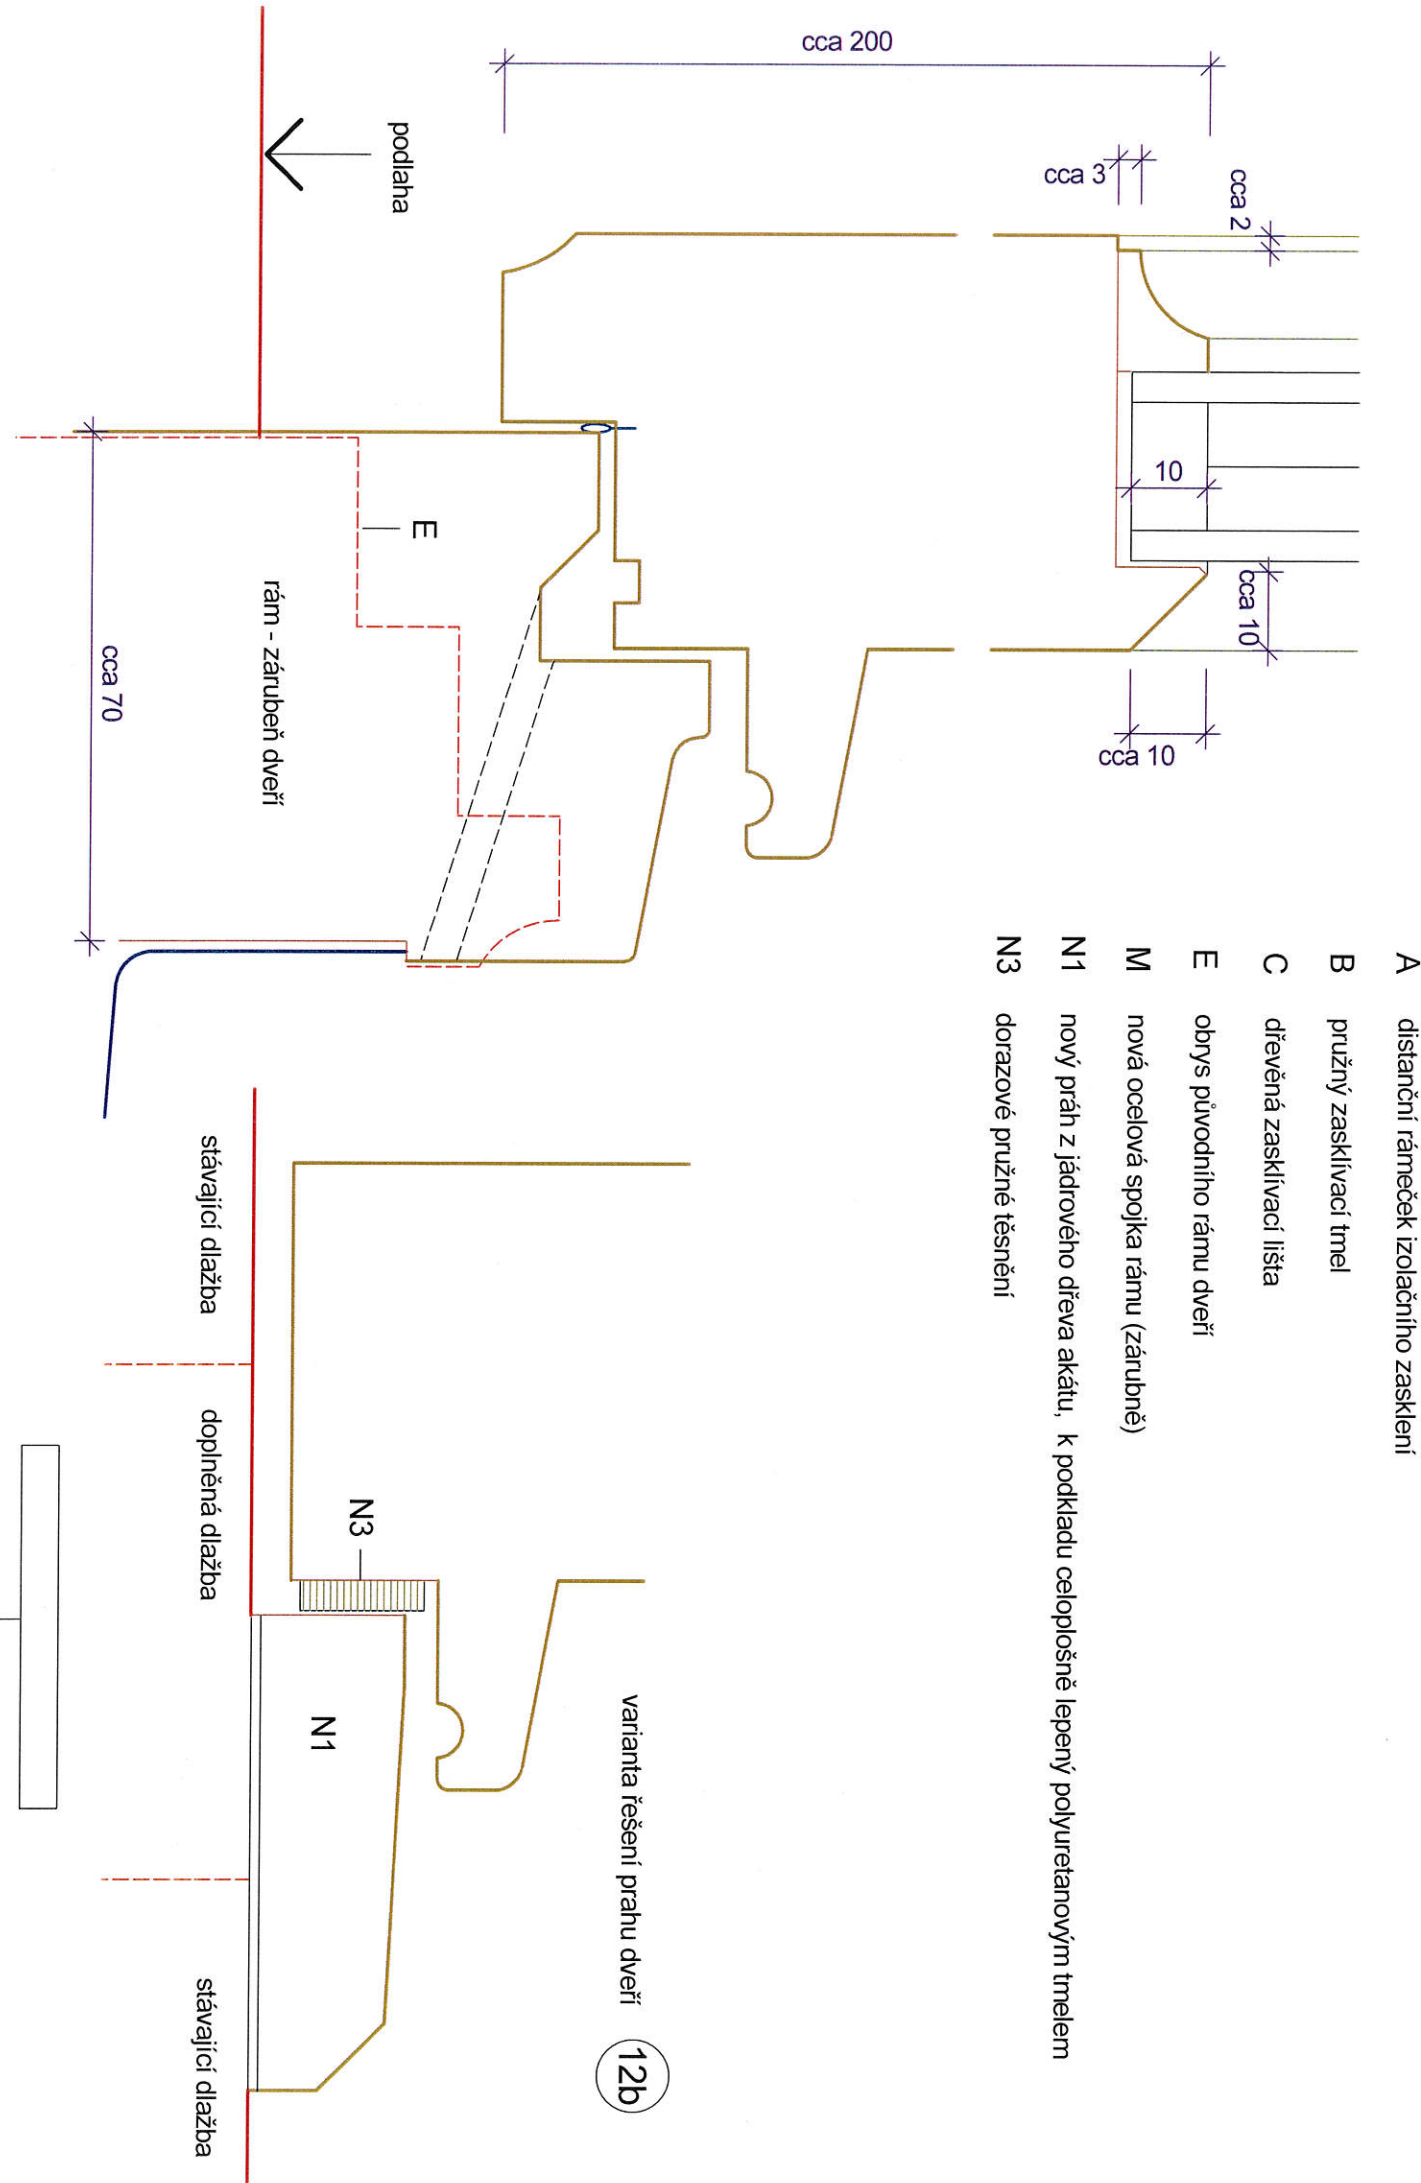 cca 200
podlaha
cca 3
cca 2
10
cca 10
cca 10
E
rám - zárubeň dveří
cca 70
A distanční rámeček izolačního zasklení
B pružný zasklívací tmel
C dřevěná zasklívací lišta
E obrys původního rámu dveří
M nová ocelová spojka rámu (zárubně)
N1 nový práh z jádrového dřeva akátu, k podkladu celoplošně lepený polyuretanovým tmelem
N3 dorazové pružné těsnění
stávající dlažba
doplněná dlažba
stávající dlažba
N3
N1
varianta řešení prahu dveří 12b